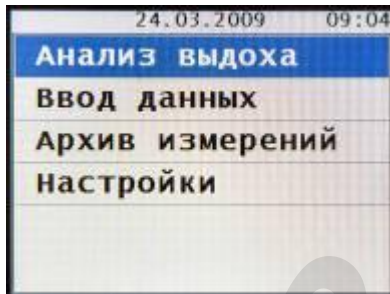 24.03.2009 09:04
Анализ выдоха
Ввод данных
Архив измерений
Настройки